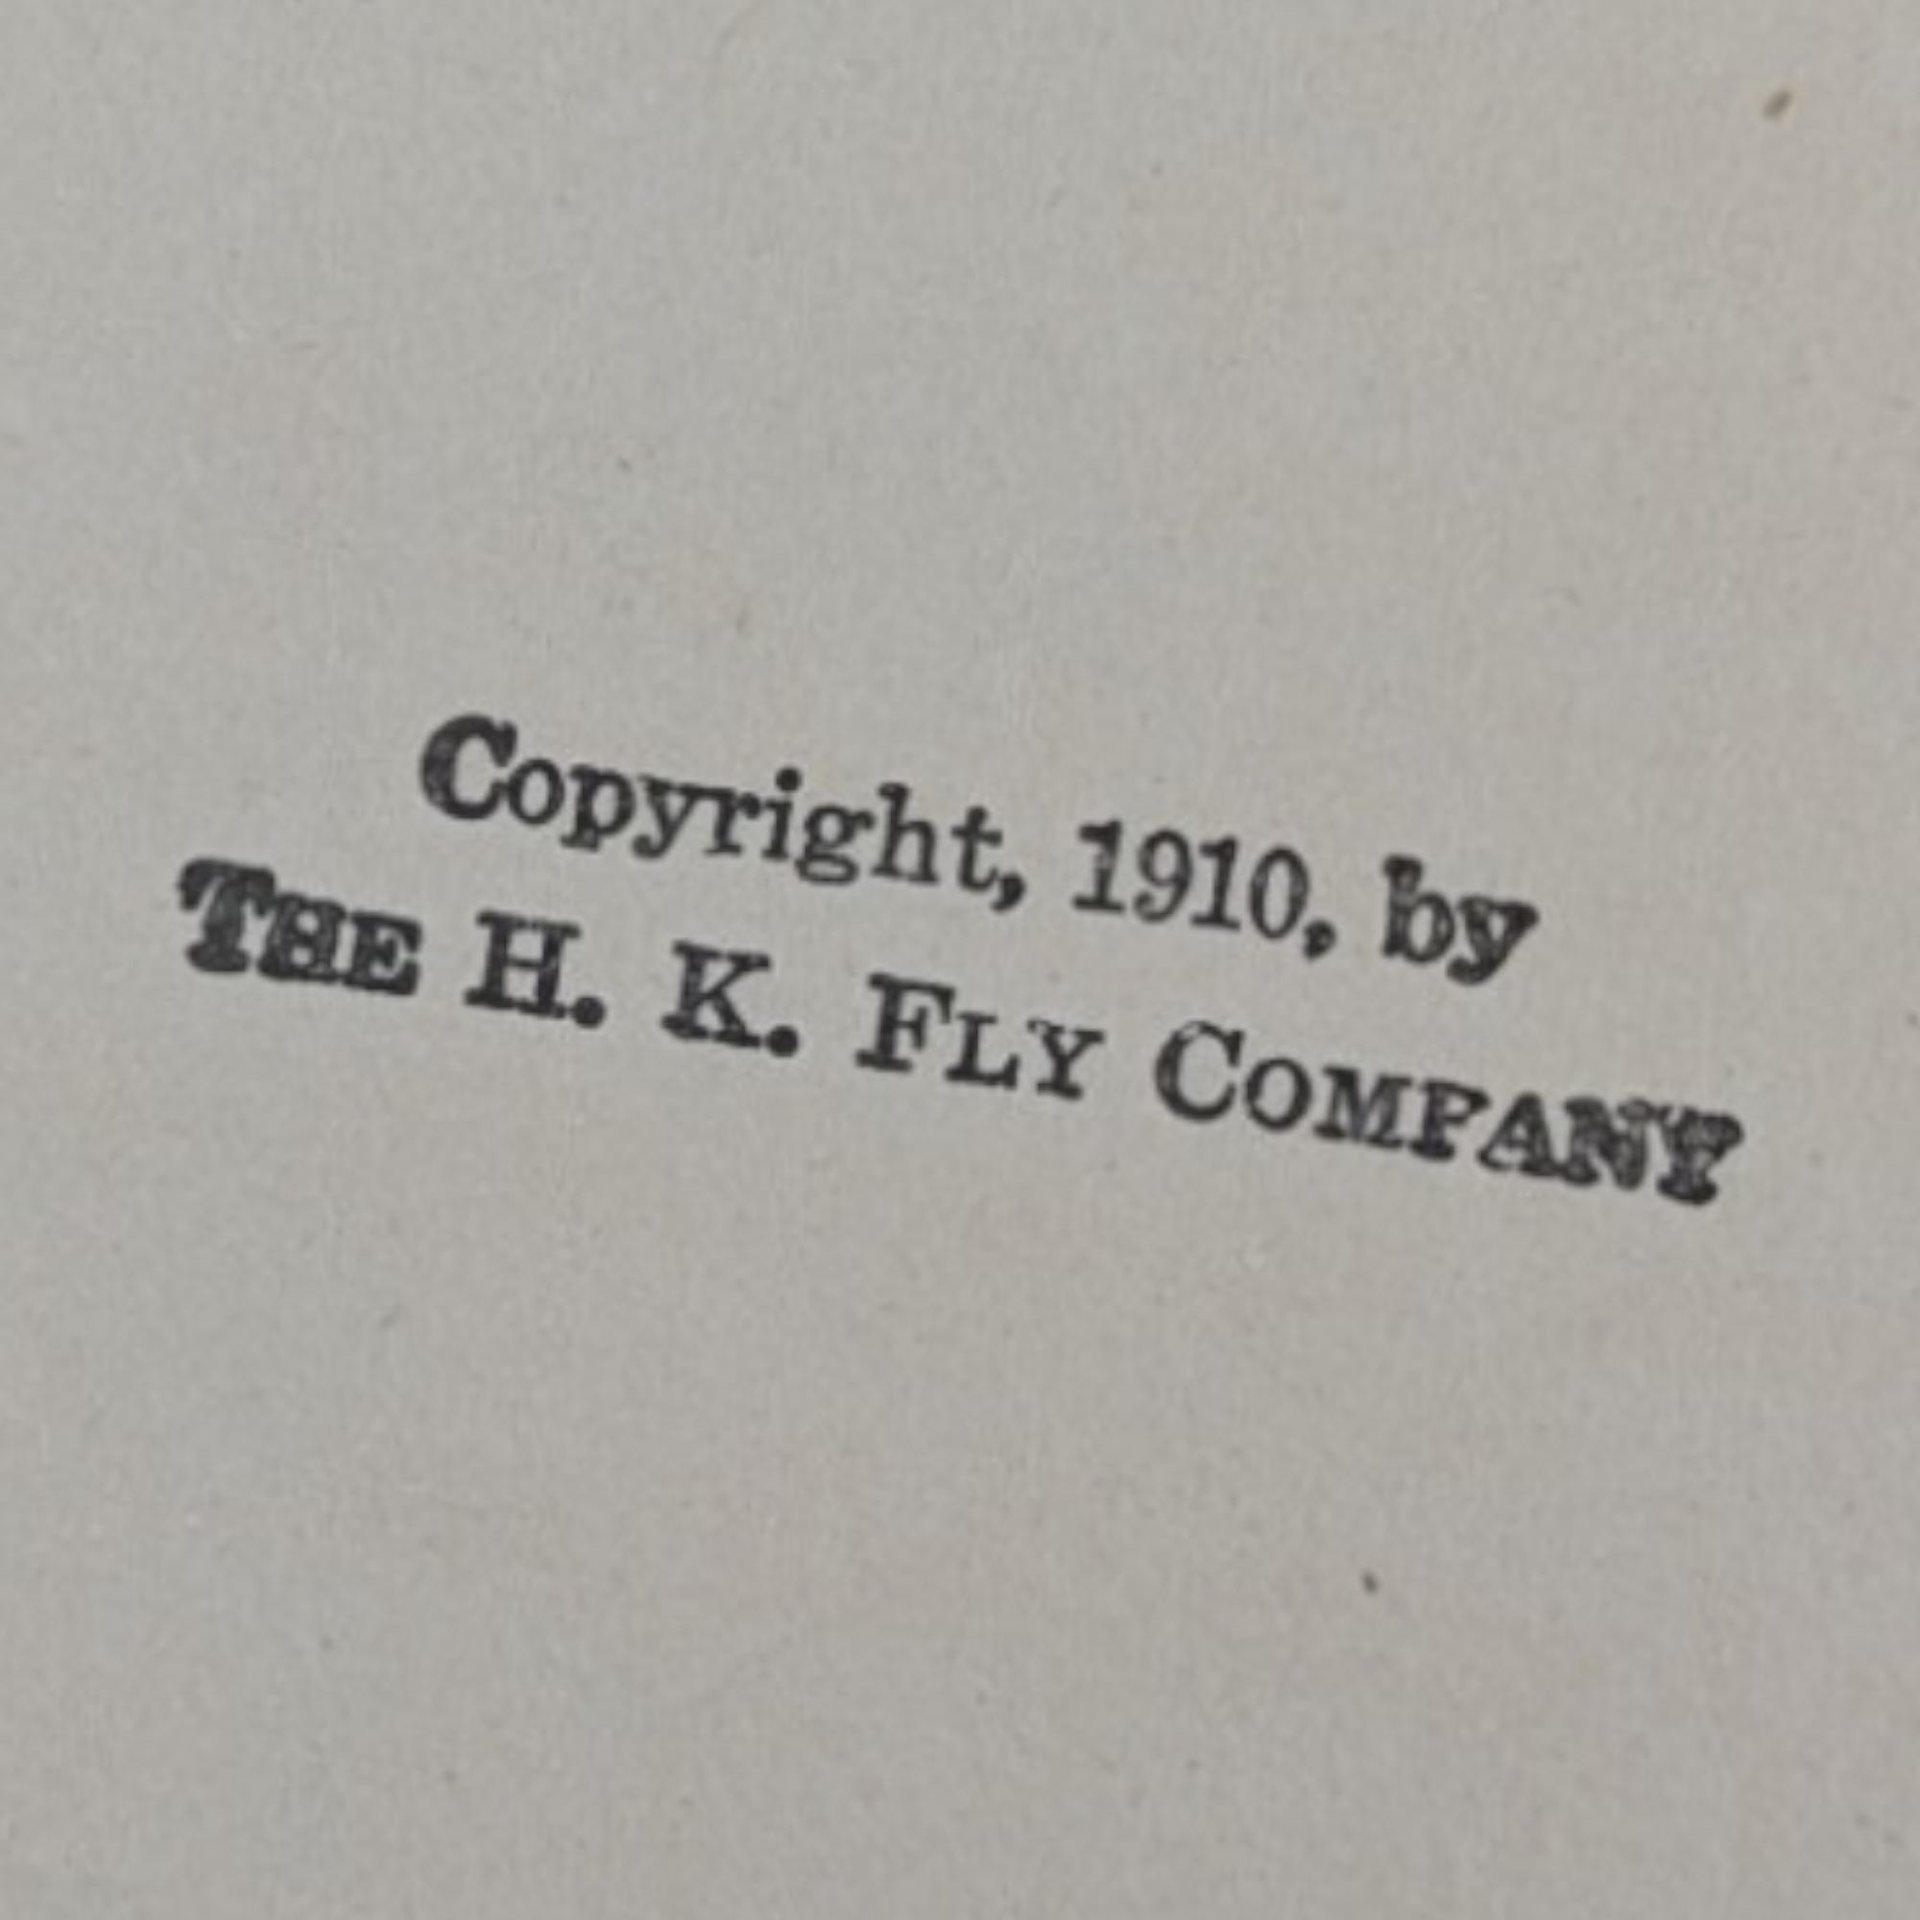 Copyright, 1910, by
THE H. K. FLY COMPANY